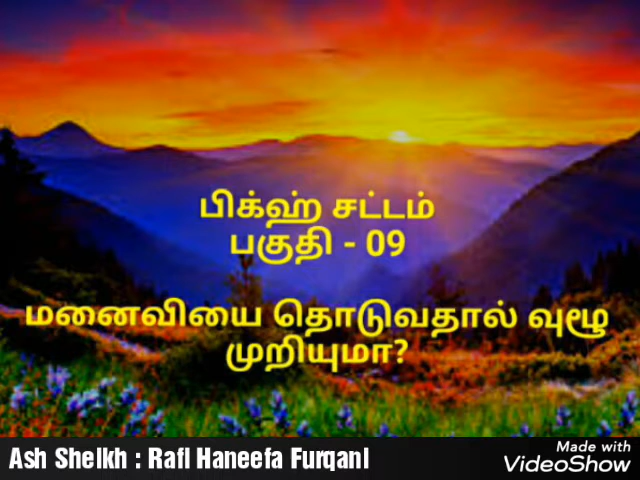 பிக்ஹ் சட்டம்
பகுதி - 09
மனைவியை தொடுவதால் வுழூ
முறியுமா?
Ash Sheikh : Rafi Haneefa Furqani
Made with
VideoShow